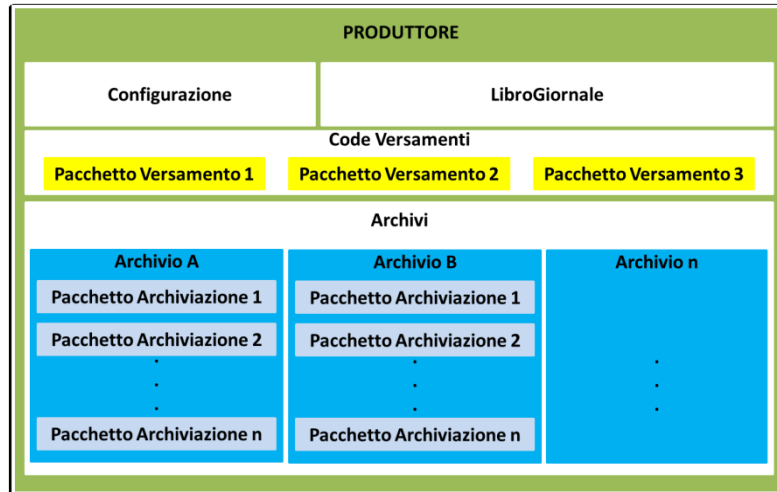 PRODUTTORE
Configurazione
LibroGiornale
Code Versamenti
Pacchetto Versamento 1
Pacchetto Versamento 2
Pacchetto Versamento 3
Archivi
Archivio A
Pacchetto Archiviazione 1
Pacchetto Archiviazione 2
.
.
.
Pacchetto Archiviazione n
Archivio B
Pacchetto Archiviazione 1
Pacchetto Archiviazione 2
.
.
.
Pacchetto Archiviazione n
Archivio n
.
.
.